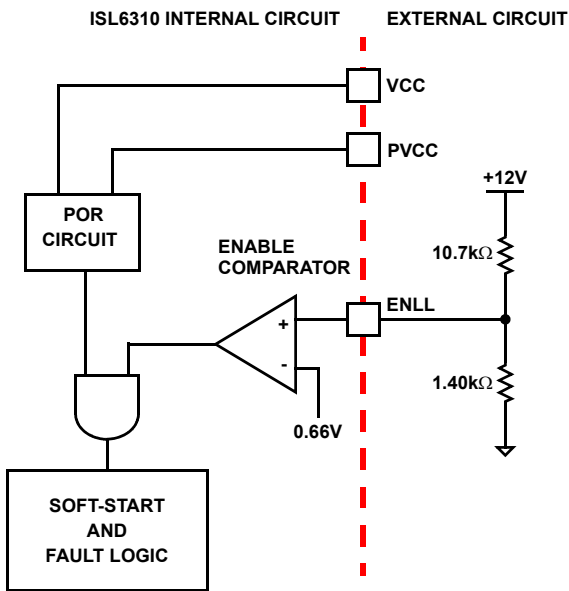 ISL6310 INTERNAL CIRCUIT
EXTERNAL CIRCUIT
VCC
PVCC
+12V
POR
CIRCUIT
10.7kΩ
ENABLE
COMPARATOR
ENLL
+
-
1.40kΩ
0.66V
SOFT-START
AND
FAULT LOGIC